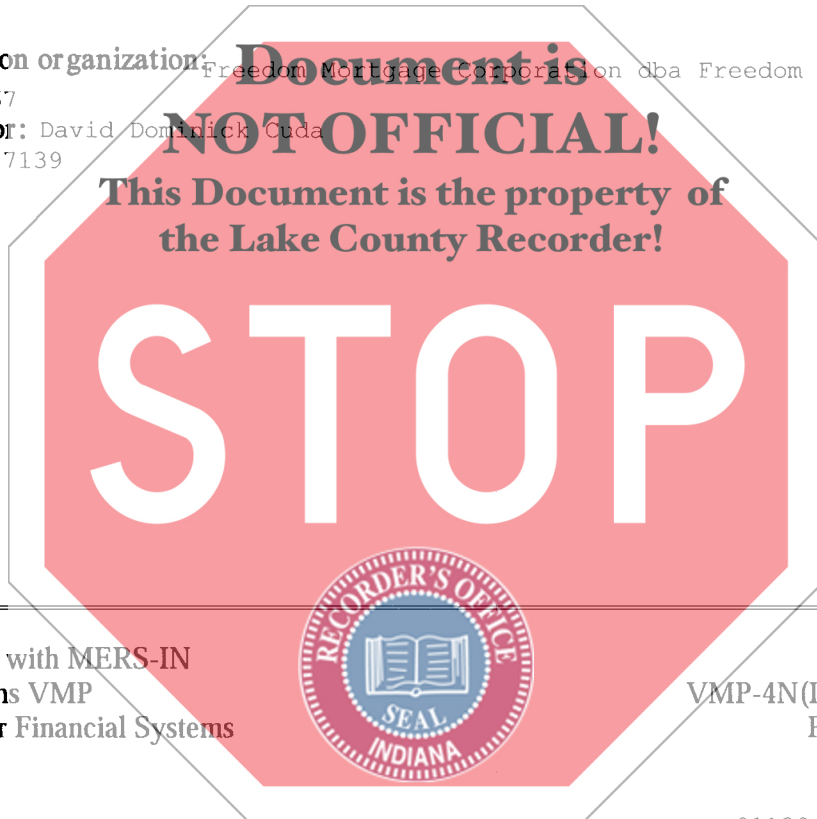 on organization: Freedom Mortgage Corporation dba Freedom
Document is
57
or: David Dominick Cuda
NOT OFFICIAL!
7139
This Document is the property of
the Lake County Recorder!
STOP
RECORDER'S OFFICE
SEAL
INDIANA
with MERS-IN
ns VMP
VMP-4N(I
r Financial Systems